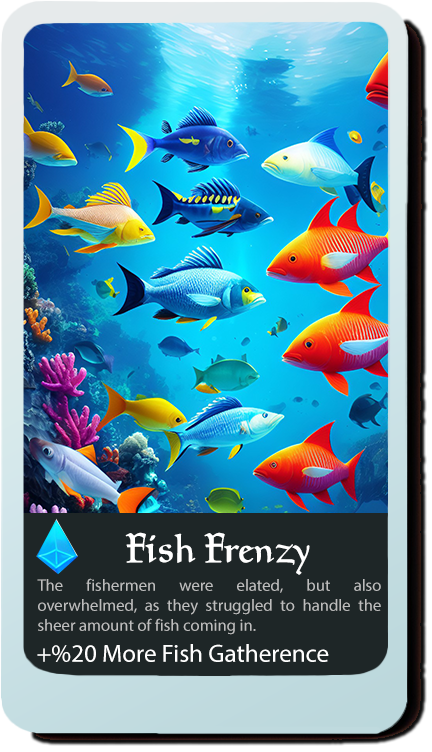 Fish Frenzy
The fishermen were elated, but also
overwhelmed, as they struggled to handle the
sheer amount of fish coming in.
+%20 More Fish Gatherence